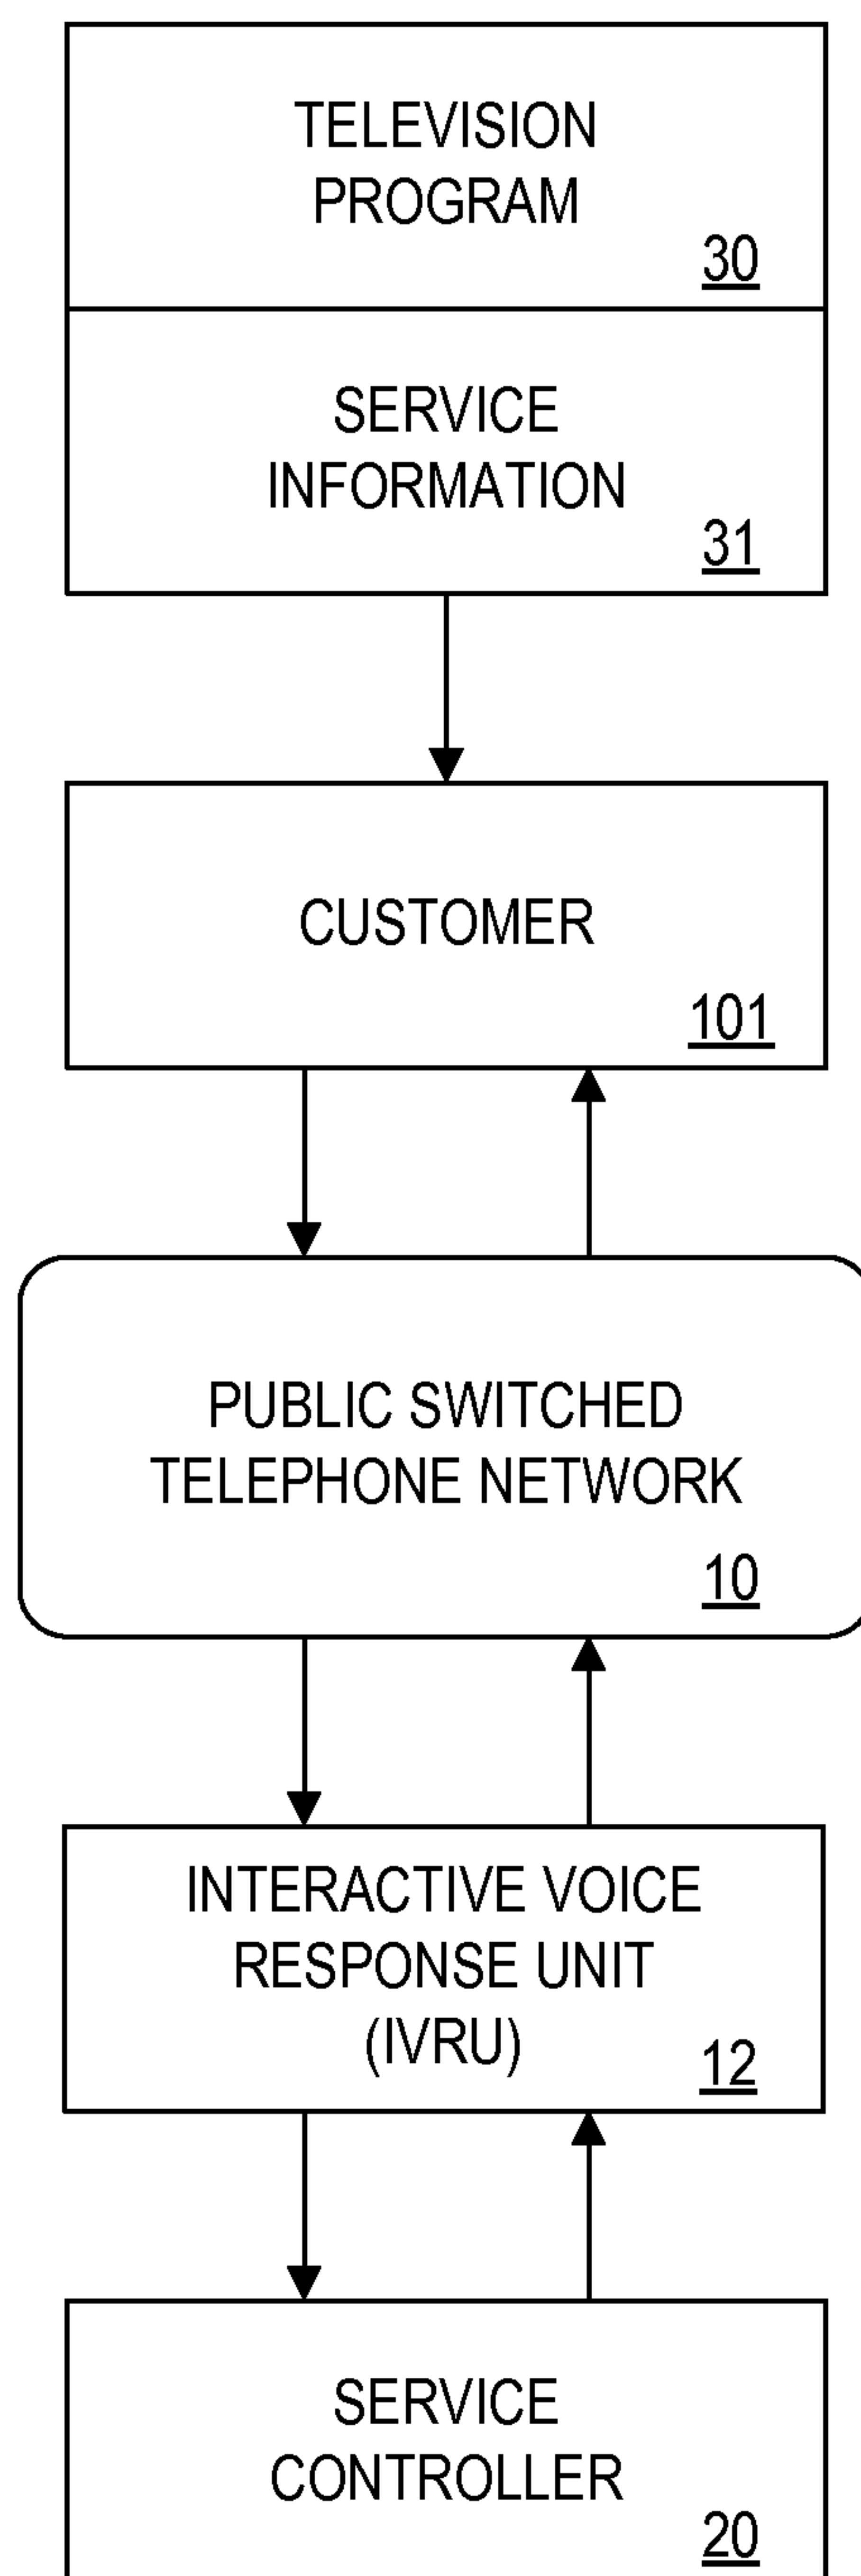 TELEVISION
PROGRAM
30
SERVICE
INFORMATION
31
CUSTOMER
101
PUBLIC SWITCHED
TELEPHONE NETWORK
10
INTERACTIVE VOICE
RESPONSE UNIT
(IVRU)
12
SERVICE
CONTROLLER
20